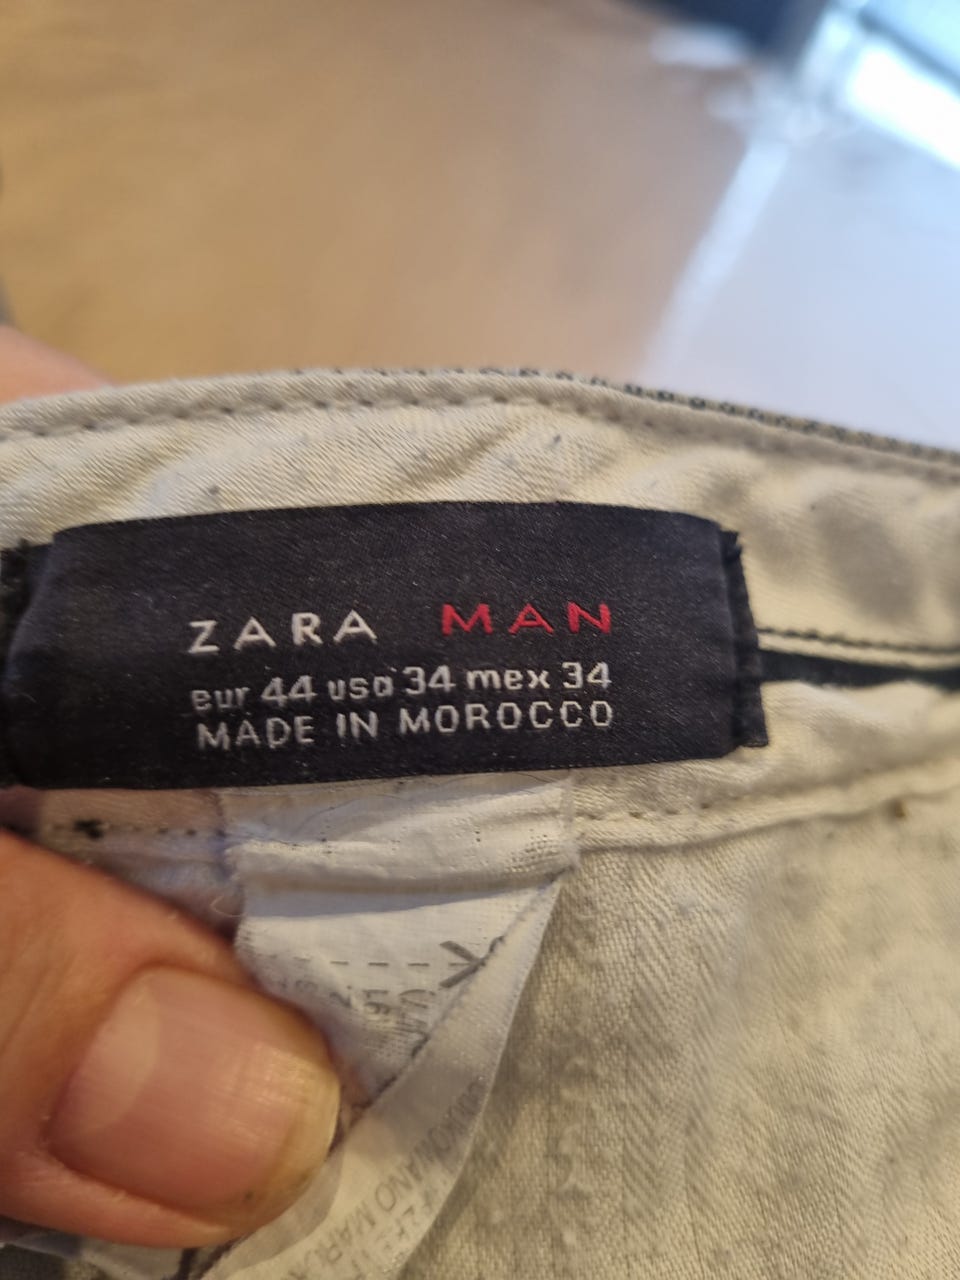 ZARA MAN
eur 44 usa 34 mex 34
MADE IN MOROCCO